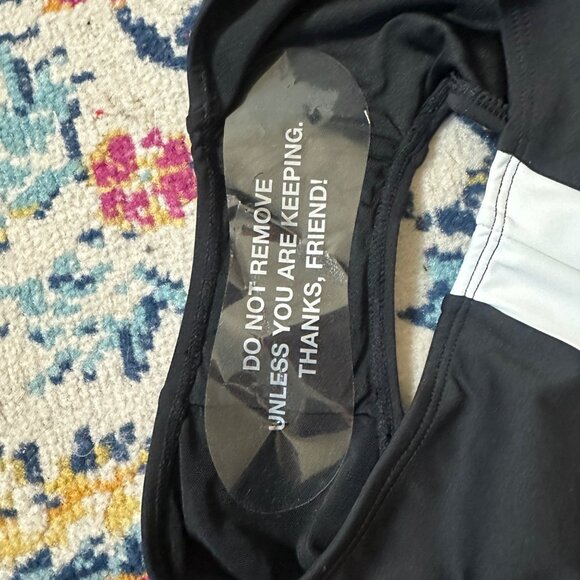 DO NOT REMOVE
UNLESS YOU ARE KEEPING.
THANKS, FRIEND!